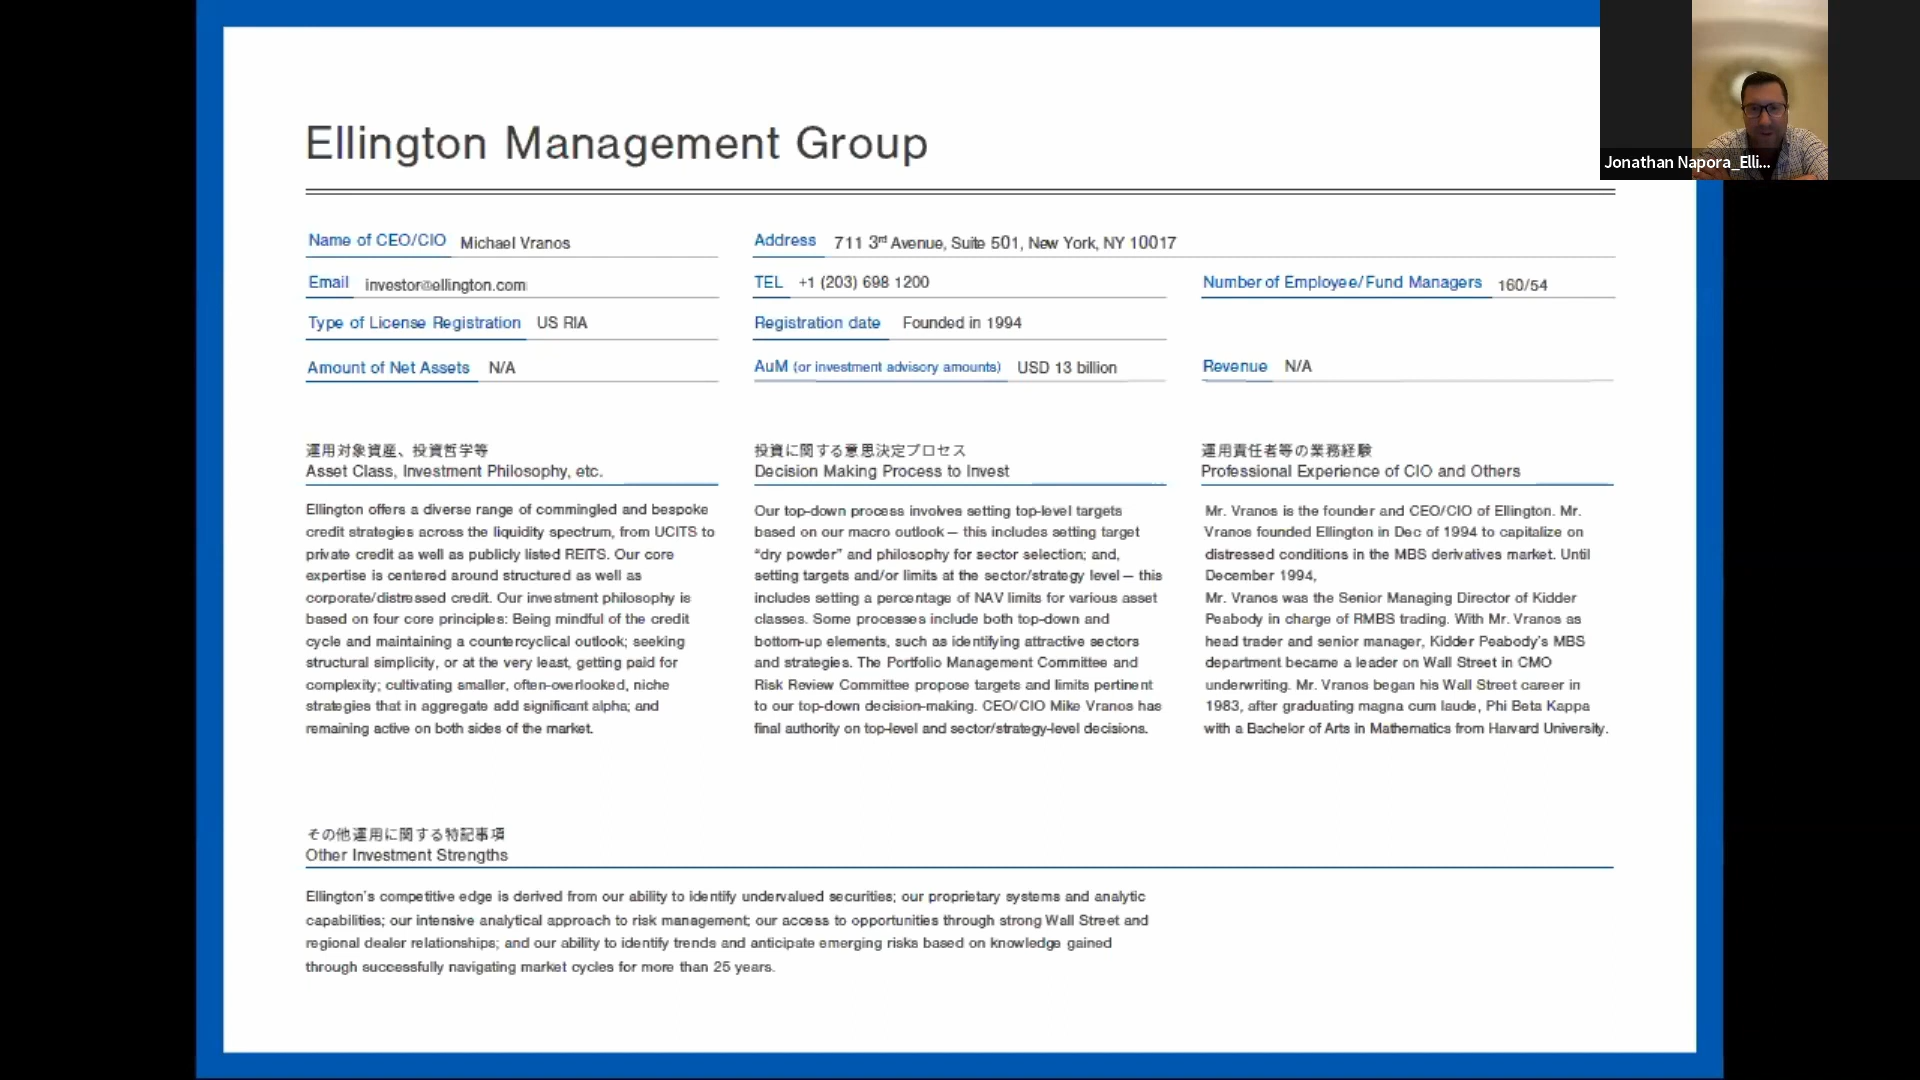 Ellington Management Group
Jonathan Napora_Elli...
Name of CEO/CIO Michael Vranos
Address 711 3rd Avenue, Suite 501, New York, NY 10017
Email investor@ellington.com
TEL +1 (203) 698 1200
Number of Employee/Fund Managers 160/54
Type of License Registration US RIA
Registration date Founded in 1994
Amount of Net Assets N/A
AuM (or investment advisory amounts) USD 13 billion
Revenue N/A
運用対象資産、投資哲学等
Asset Class, Investment Philosophy, etc.
Ellington offers a diverse range of commingled and bespoke
credit strategies across the liquidity spectrum, from UCITS to
private credit as well as publicly listed REITS. Our core
expertise is centered around structured as well as
corporate/distressed credit. Our investment philosophy is
based on four core principles: Being mindful of the credit
cycle and maintaining a countercyclical outlook; seeking
structural simplicity, or at the very least, getting paid for
complexity; cultivating smaller, often-overlooked, niche
strategies that in aggregate add significant alpha; and
remaining active on both sides of the market.
投資に関する意思決定プロセス
Decision Making Process to Invest
Our top-down process involves setting top-level targets
based on our macro outlook — this includes setting target
“dry powder” and philosophy for sector selection; and,
setting targets and/or limits at the sector/strategy level — this
includes setting a percentage of NAV limits for various asset
classes. Some processes include both top-down and
bottom-up elements, such as identifying attractive sectors
and strategies. The Portfolio Management Committee and
Risk Review Committee propose targets and limits pertinent
to our top-down decision-making. CEO/CIO Mike Vranos has
final authority on top-level and sector/strategy-level decisions.
運用責任者等の業務経験
Professional Experience of CIO and Others
Mr. Vranos is the founder and CEO/CIO of Ellington. Mr.
Vranos founded Ellington in Dec of 1994 to capitalize on
distressed conditions in the MBS derivatives market. Until
December 1994,
Mr. Vranos was the Senior Managing Director of Kidder
Peabody in charge of RMBS trading. With Mr. Vranos as
head trader and senior manager, Kidder Peabody’s MBS
department became a leader on Wall Street in CMO
underwriting. Mr. Vranos began his Wall Street career in
1983, after graduating magna cum laude, Phi Beta Kappa
with a Bachelor of Arts in Mathematics from Harvard University.
その他運用に関する特記事項
Other Investment Strengths
Ellington’s competitive edge is derived from our ability to identify undervalued securities; our proprietary systems and analytic
capabilities; our intensive analytical approach to risk management; our access to opportunities through strong Wall Street and
regional dealer relationships; and our ability to identify trends and anticipate emerging risks based on knowledge gained
through successfully navigating market cycles for more than 25 years.